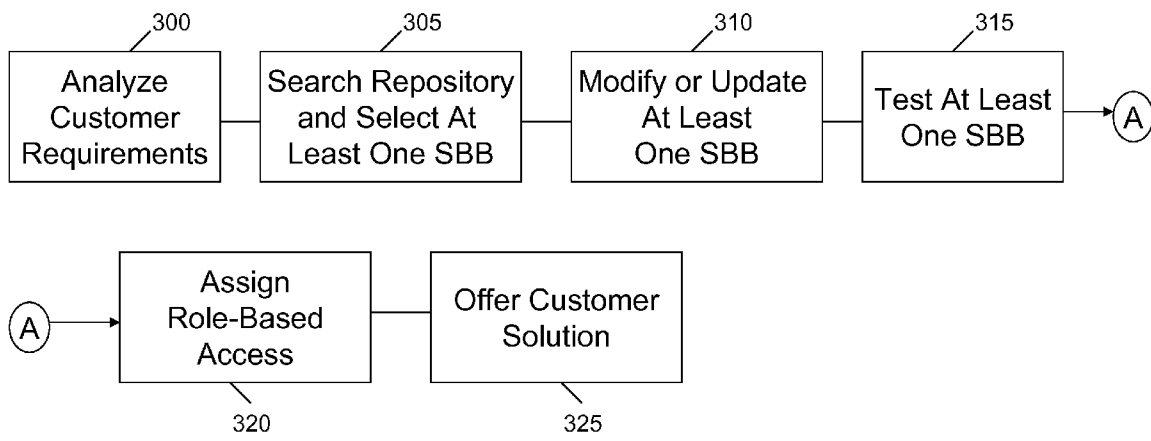 300
305
310
315
Analyze
Customer
Requirements
Search Repository
and Select At
Least One SBB
Modify or Update
At Least
One SBB
Test At Least
One SBB
A
A
Assign
Role-Based
Access
Offer Customer
Solution
320
325